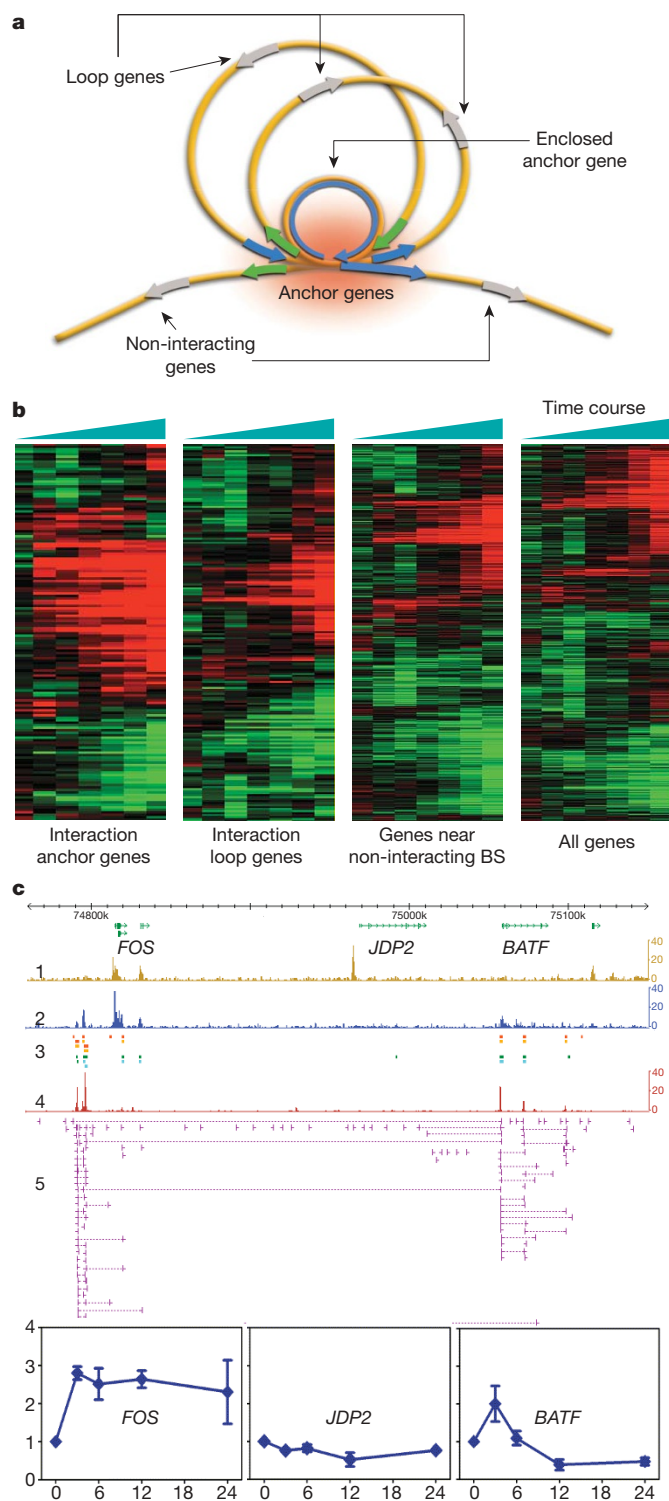 a
Loop genes
Enclosed
anchor gene
Anchor genes
Non-interacting
genes
b
Time course
Interaction
anchor genes
Interaction
loop genes
Genes near
non-interacting BS
All genes
c
74800k 75000k 75100k
FOS JDP2 BATF
1
40
20
0
2
40
20
0
3
4
40
20
0
5
4
3
2
1
0
FOS
JDP2
BATF
0 6 12 18 24
0 6 12 18 24
0 6 12 18 24